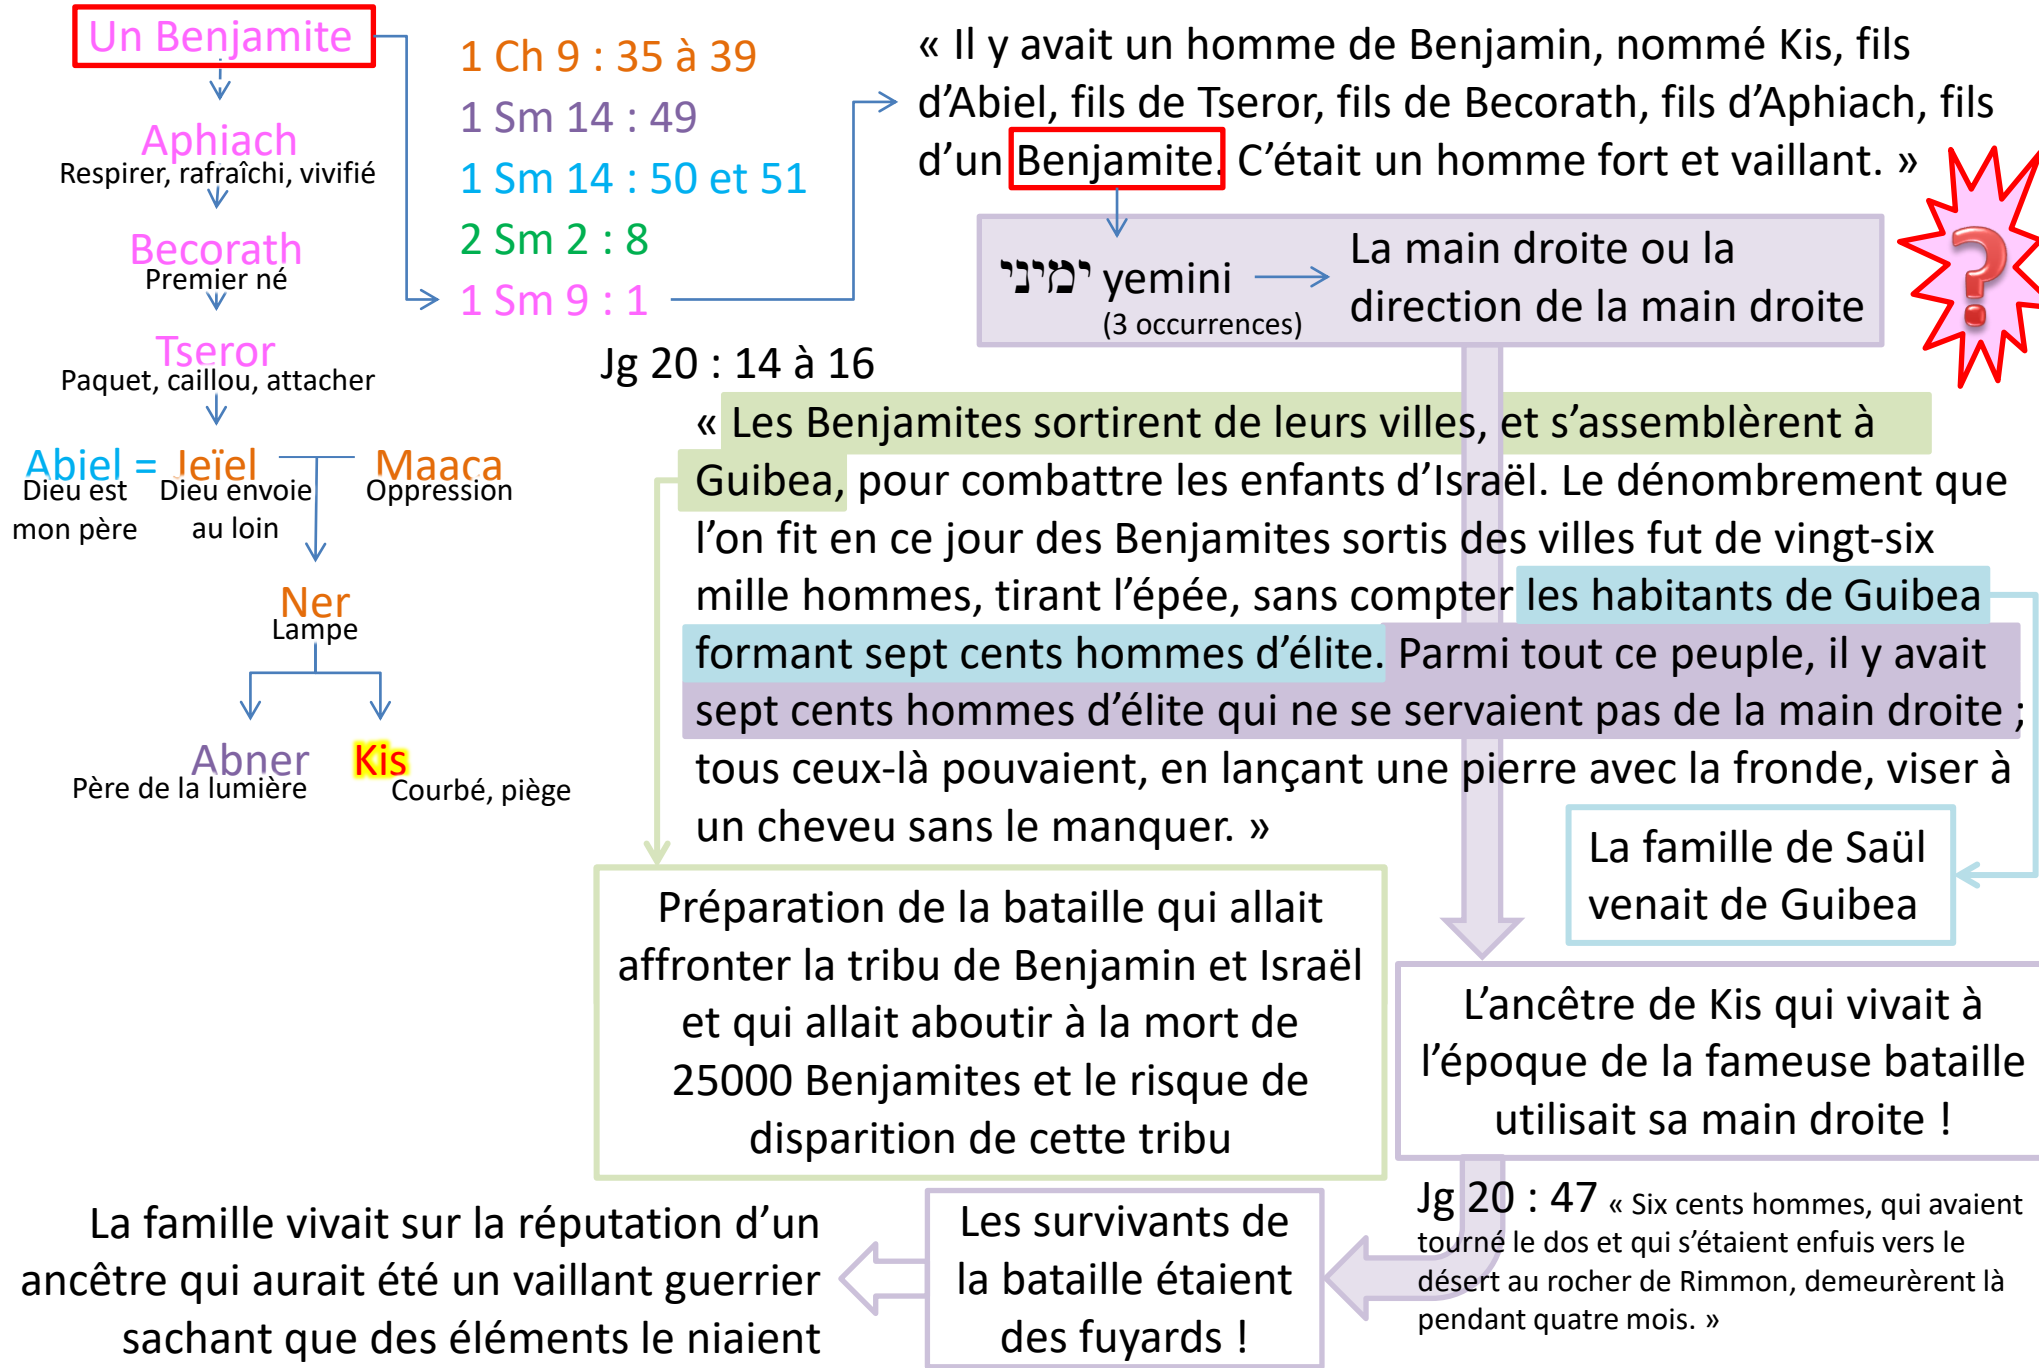 Un Benjamite
Aphiach
Respirer, rafraîchi, vivifié
Becorath
Premier né
Tseror
Paquet, caillou, attacher
Abiel = Jeïel
Maaca
Dieu est
mon père
Dieu envoie
au loin
Oppression
Ner
Lampe
Abner
Père de la lumière
Kis
Courbé, piège
1 Ch 9 : 35 à 39
1 Sm 14 : 49
1 Sm 14 : 50 et 51
2 Sm 2 : 8
1 Sm 9 : 1
« Il y avait un homme de Benjamin, nommé Kis, fils
d’Abiel, fils de Tseror, fils de Becorath, fils d’Aphiach, fils
d’un Benjamite. C’était un homme fort et vaillant. »
ימיני yemini
(3 occurrences)
La main droite ou la
direction de la main droite
?
Jg 20 : 14 à 16
« Les Benjamites sortirent de leurs villes, et s’assemblèrent à
Guibea, pour combattre les enfants d’Israël. Le dénombrement que
l’on fit en ce jour des Benjamites sortis des villes fut de vingt-six
mille hommes, tirant l’épée, sans compter les habitants de Guibea
formant sept cents hommes d’élite. Parmi tout ce peuple, il y avait
sept cents hommes d’élite qui ne se servaient pas de la main droite ;
tous ceux-là pouvaient, en lançant une pierre avec la fronde, viser à
un cheveu sans le manquer. »
La famille de Saül
venait de Guibea
Préparation de la bataille qui allait
affronter la tribu de Benjamin et Israël
et qui allait aboutir à la mort de
25000 Benjamites et le risque de
disparition de cette tribu
L’ancêtre de Kis qui vivait à
l’époque de la fameuse bataille
utilisait sa main droite !
Jg 20 : 47 « Six cents hommes, qui avaient
tourné le dos et qui s’étaient enfuis vers le
désert au rocher de Rimmon, demeurèrent là
pendant quatre mois. »
Les survivants de
la bataille étaient
des fuyards !
La famille vivait sur la réputation d’un
ancêtre qui aurait été un vaillant guerrier
sachant que des éléments le niaient